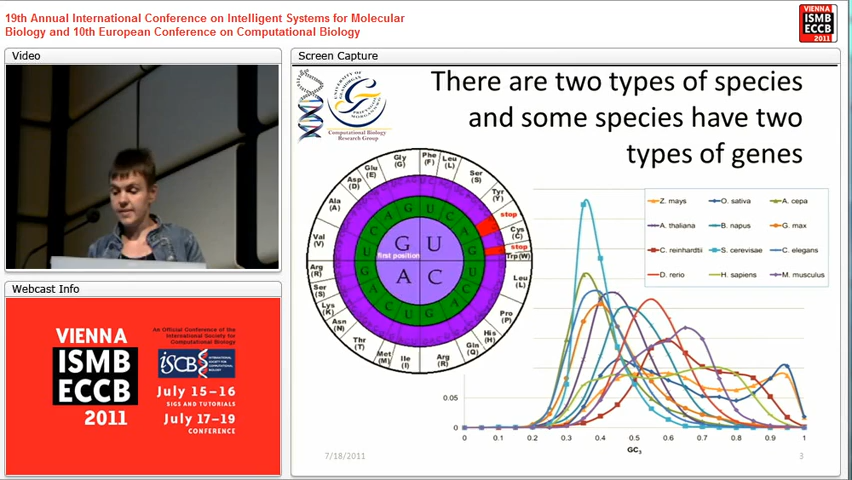 19th Annual International Conference on Intelligent Systems for Molecular
Biology and 10th European Conference on Computational Biology
VIENNA
ISMB
ECCB
2011
Video
Screen Capture
UNIVERSITY OF GLAMORGAN
Computational Biology
Research Group
There are two types of species
and some species have two
types of genes
Gly
(G)
Phe
(F)
Leu
(L)
Ser
(S)
Tyr
(Y)
stop
Cys
(C)
stop
Trp(W)
Leu
(L)
Pro
(P)
His
(H)
Gln
(Q)
Arg
(R)
Ile
(I)
Met
(M)
Thr
(T)
Asn
(N)
Lys
(K)
Ser
(S)
Arg
(R)
Val
(V)
Ala
(A)
Asp
(D)
Glu
(E)
G U
first position
A C
Z. mays
O. sativa
A. cepa
A. thaliana
B. napus
G. max
C. reinhardtii
S. cerevisae
C. elegans
D. rerio
H. sapiens
M. musculus
0.05
0
0 0.1 0.2 0.3 0.4 0.5 0.6 0.7 0.8 0.9 1
GC3
7/18/2011
3
Webcast Info
VIENNA
ISMB
ECCB
2011
An Official Conference of the
International Society for
Computational Biology
ISCB
INTERNATIONAL
SOCIETY FOR
COMPUTATIONAL
BIOLOGY
July 15–16
SIGS AND TUTORIALS
July 17–19
CONFERENCE